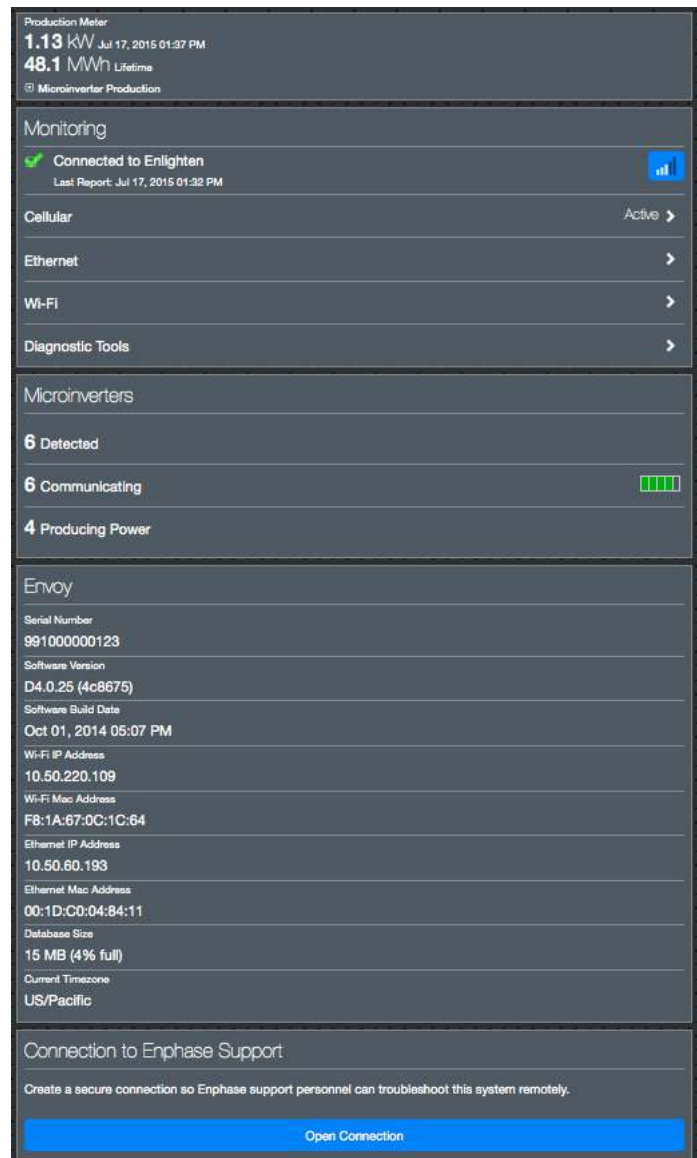 Production Meter
1.13 kW Jul 17, 2015 01:37 PM
48.1 MWh Lifetime
Microinverter Production
Monitoring
Connected to Enlighten
Last Report: Jul 17, 2015 01:32 PM
Cellular Active
Ethernet
Wi-Fi
Diagnostic Tools
Microinverters
6 Detected
6 Communicating
4 Producing Power
Envoy
Serial Number
991000000123
Software Version
D4.0.25 (4c8675)
Software Build Date
Oct 01, 2014 05:07 PM
Wi-Fi IP Address
10.50.220.109
Wi-Fi Mac Address
F8:1A:67:0C:1C:64
Ethernet IP Address
10.50.60.193
Ethernet Mac Address
00:1D:C0:04:84:11
Database Size
15 MB (4% full)
Current Timezone
US/Pacific
Connection to Enphase Support
Create a secure connection so Enphase support personnel can troubleshoot this system remotely.
Open Connection